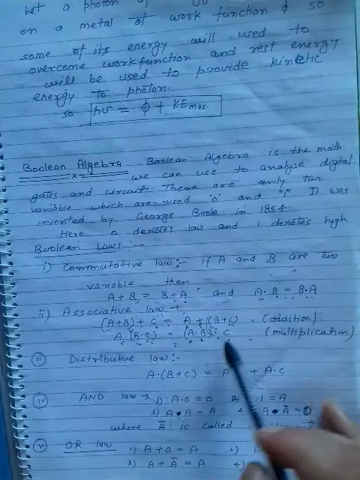 Let a photon of
on a metal of work function ϕ so
some of its energy will used to
overcome workfunction and rest energy
will be used to provide kinetic
energy to photon.
so hν = ϕ + KEmax.
Boolean Algebra Boolean Algebra is the math
we can use to analyse digital
gates and circuit There are only two
variable which are used "0" and "1" It was
invented by George Boole in 1854
Here 0 denotes low and 1 denotes high
Boolean Laws :-
i) Commutative law:- if A and B are two
variable then
A+B = B+A and A.B = B.A
ii) Associative law:-
(A+B) + C = A + (B+C) . (addition)
A.(B.C) = (A.B).C (multiplication)
iii) Distributive law:-
A.(B+C) = A + A.C
iv) AND law → 1) A.0 = 0 .1 = A
3) A.A = A A.Ā = 0
where Ā is called
v) OR law 1) A+0 = A
3) A + Ā = A